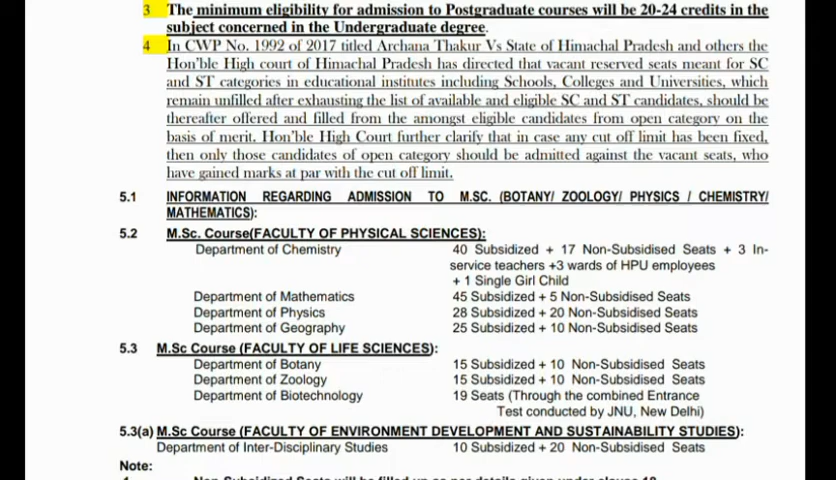 3 The minimum eligibility for admission to Postgraduate courses will be 20-24 credits in the
subject concerned in the Undergraduate degree.
4 In CWP No. 1992 of 2017 titled Archana Thakur Vs State of Himachal Pradesh and others the
Hon'ble High court of Himachal Pradesh has directed that vacant reserved seats meant for SC
and ST categories in educational institutes including Schools, Colleges and Universities, which
remain unfilled after exhausting the list of available and eligible SC and ST candidates, should be
thereafter offered and filled from the amongst eligible candidates from open category on the
basis of merit. Hon'ble High Court further clarify that in case any cut off limit has been fixed,
then only those candidates of open category should be admitted against the vacant seats, who
have gained marks at par with the cut off limit.
5.1 INFORMATION REGARDING ADMISSION TO M.SC. (BOTANY/ ZOOLOGY/ PHYSICS / CHEMISTRY/
MATHEMATICS):
5.2 M.Sc. Course(FACULTY OF PHYSICAL SCIENCES):
Department of Chemistry 40 Subsidized + 17 Non-Subsidised Seats + 3 In-
service teachers +3 wards of HPU employees
+ 1 Single Girl Child
Department of Mathematics 45 Subsidized + 5 Non-Subsidised Seats
Department of Physics 28 Subsidized + 20 Non-Subsidised Seats
Department of Geography 25 Subsidized + 10 Non-Subsidised Seats
5.3 M.Sc Course (FACULTY OF LIFE SCIENCES):
Department of Botany 15 Subsidized + 10 Non-Subsidised Seats
Department of Zoology 15 Subsidized + 10 Non-Subsidised Seats
Department of Biotechnology 19 Seats (Through the combined Entrance
Test conducted by JNU, New Delhi)
5.3(a) M.Sc Course (FACULTY OF ENVIRONMENT DEVELOPMENT AND SUSTAINABILITY STUDIES):
Department of Inter-Disciplinary Studies 10 Subsidized + 20 Non-Subsidised Seats
Note: